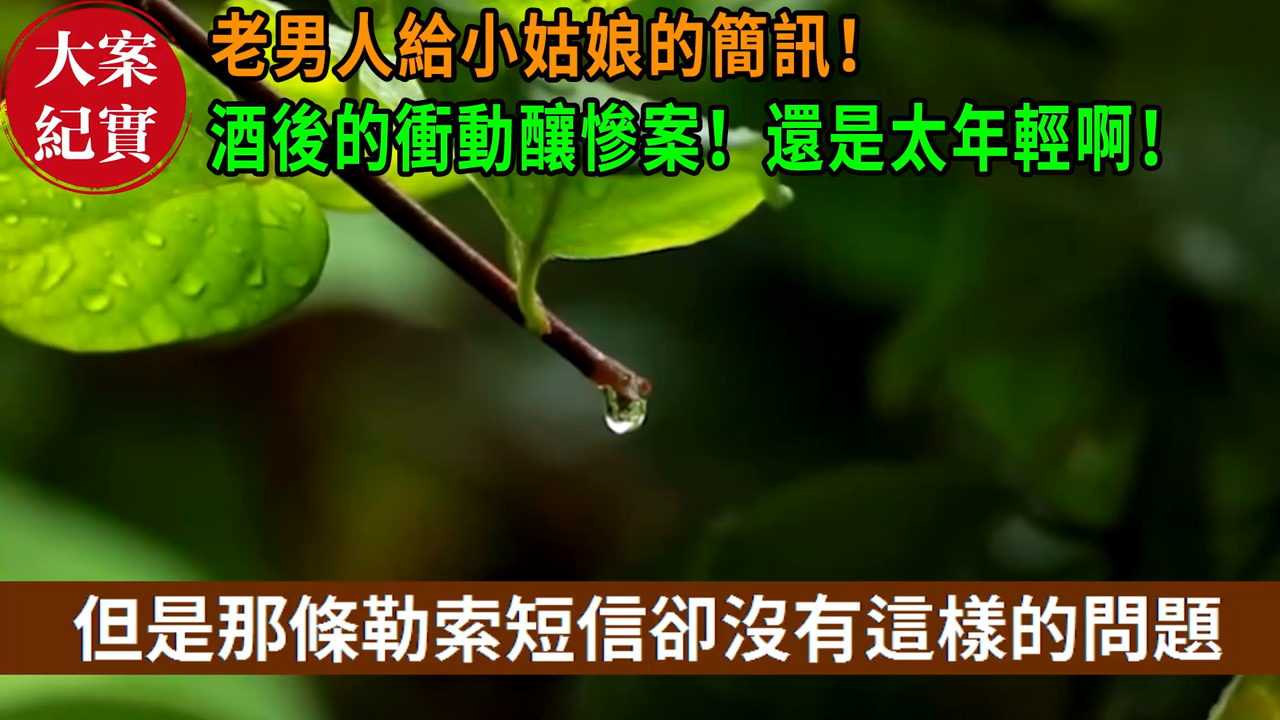 大案
紀實
老男人給小姑娘的簡訊！
酒後的衝動釀慘案！還是太年輕啊！
但是那條勒索短信卻沒有這樣的問題